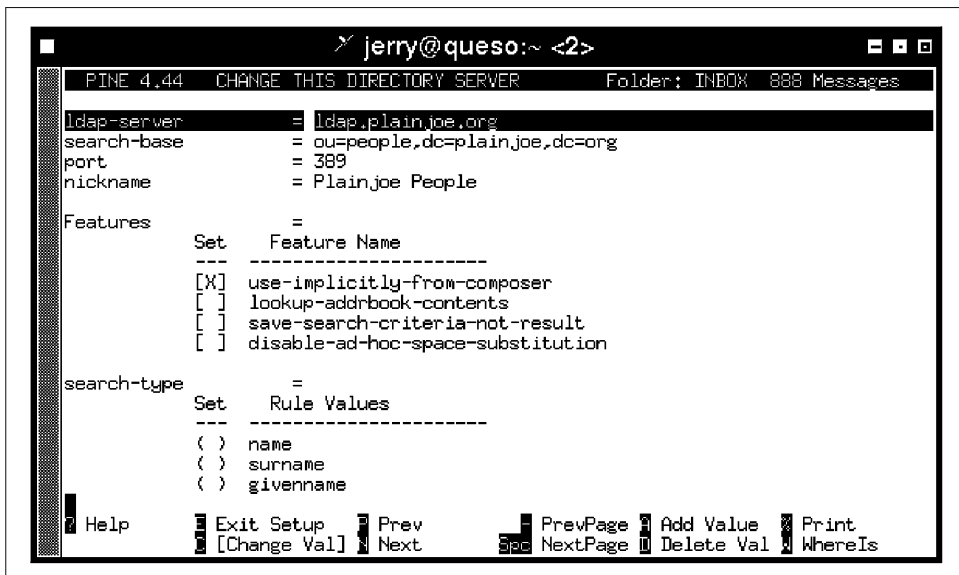 jerry@queso:~ <2>
PINE 4.44 CHANGE THIS DIRECTORY SERVER Folder: INBOX 888 Messages
ldap-server = ldap.plainjoe.org
search-base = ou=people,dc=plainjoe,dc=org
port = 389
nickname = Plainjoe People
Features =
Set Feature Name
--- ----------------------
[X] use-implicitly-from-composer
[ ] lookup-addrbook-contents
[ ] save-search-criteria-not-result
[ ] disable-ad-hoc-space-substitution
search-type =
Set Rule Values
--- ----------------------
( ) name
( ) surname
( ) givenname
? Help E Exit Setup P Prev - PrevPage A Add Value % Print
C [Change Val] N Next Spc NextPage D Delete Val W WhereIs